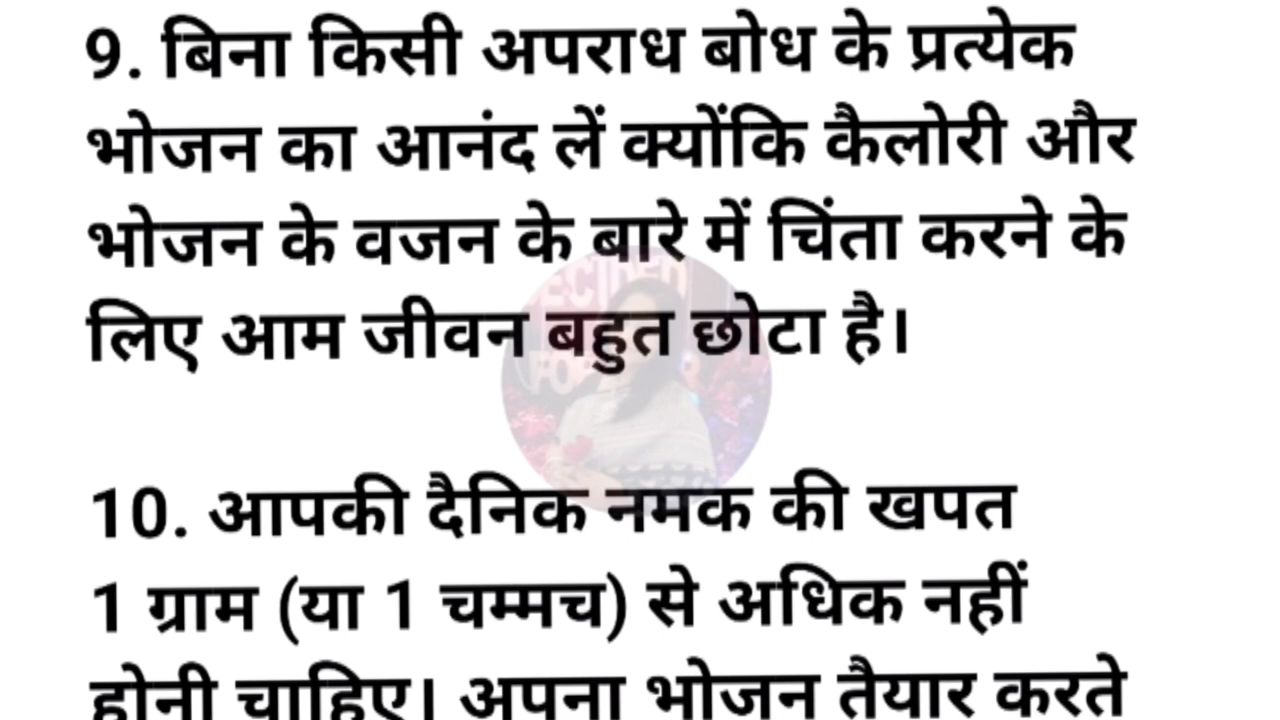 9. बिना किसी अपराध बोध के प्रत्येक
भोजन का आनंद लें क्योंकि कैलोरी और
भोजन के वजन के बारे में चिंता करने के
लिए आम जीवन बहुत छोटा है।
10. आपकी दैनिक नमक की खपत
1 ग्राम (या 1 चम्मच) से अधिक नहीं
होनी चाहिए। अपना भोजन तैयार करते